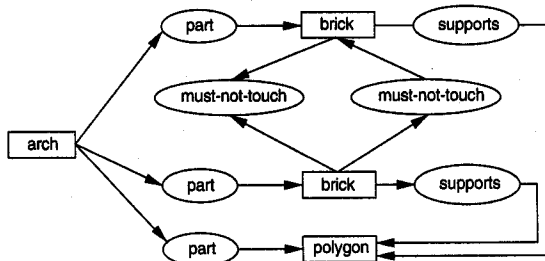 part brick supports
must-not-touch must-not-touch
arch
part brick supports
part polygon